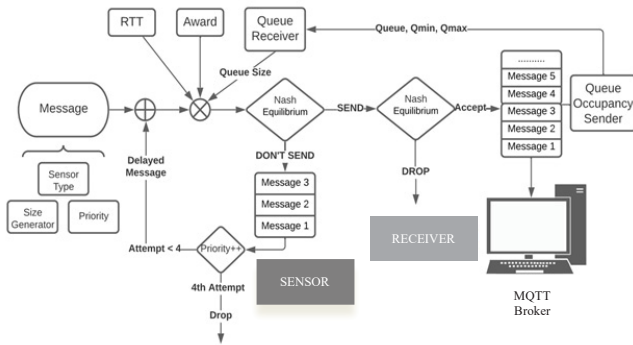 RTT
Award
Queue
Receiver
Queue, Qmin, Qmax
Queue Size
Message
Nash
Equilibrium
SEND
Nash
Equilibrium
Accept
..........
Message 5
Message 4
Message 3
Message 2
Message 1
Queue
Occupancy
Sender
Delayed
Message
DON'T SEND
DROP
Sensor
Type
Size
Generator
Priority
Message 3
Message 2
Message 1
Attempt < 4
Priority++
4th Attempt
Drop
SENSOR
RECEIVER
MQTT
Broker